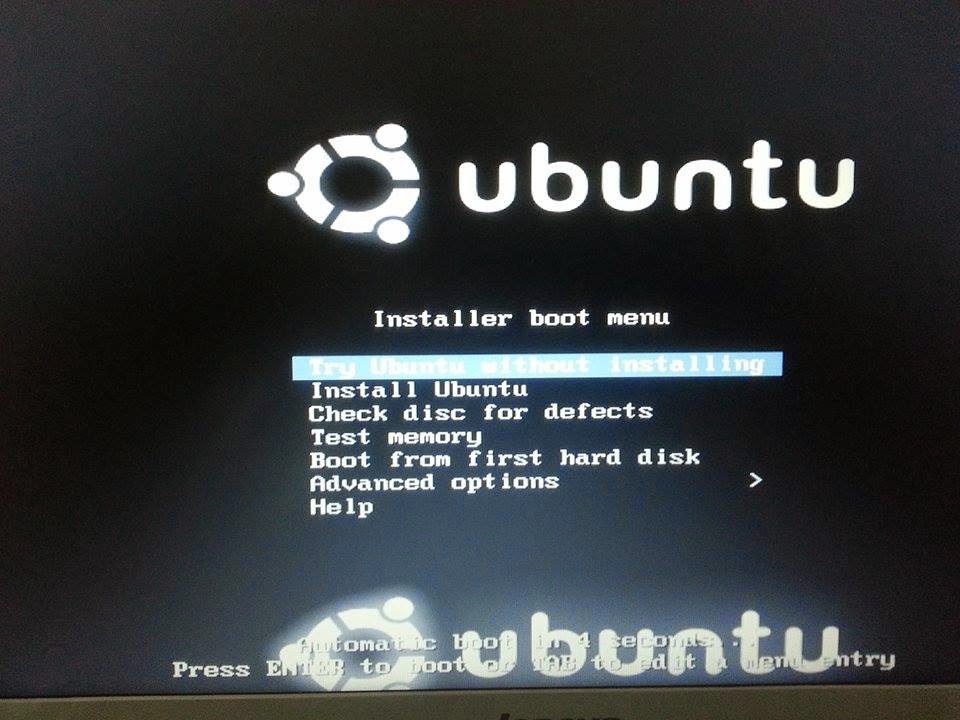 ubuntu
Installer boot menu
Try Ubuntu without installing
Install Ubuntu
Check disc for defects
Test memory
Boot from first hard disk
Advanced options >
Help
ubuntu
Automatic boot in 4 seconds...
Press ENTER to boot or TAB to edit a menu entry